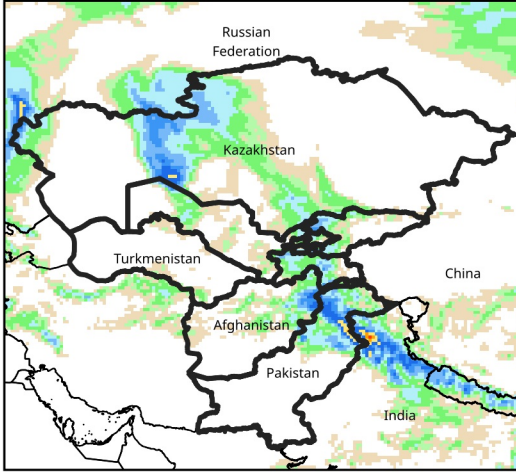 Russian
Federation
Kazakhstan
Turkmenistan
China
Afghanistan
Pakistan
India